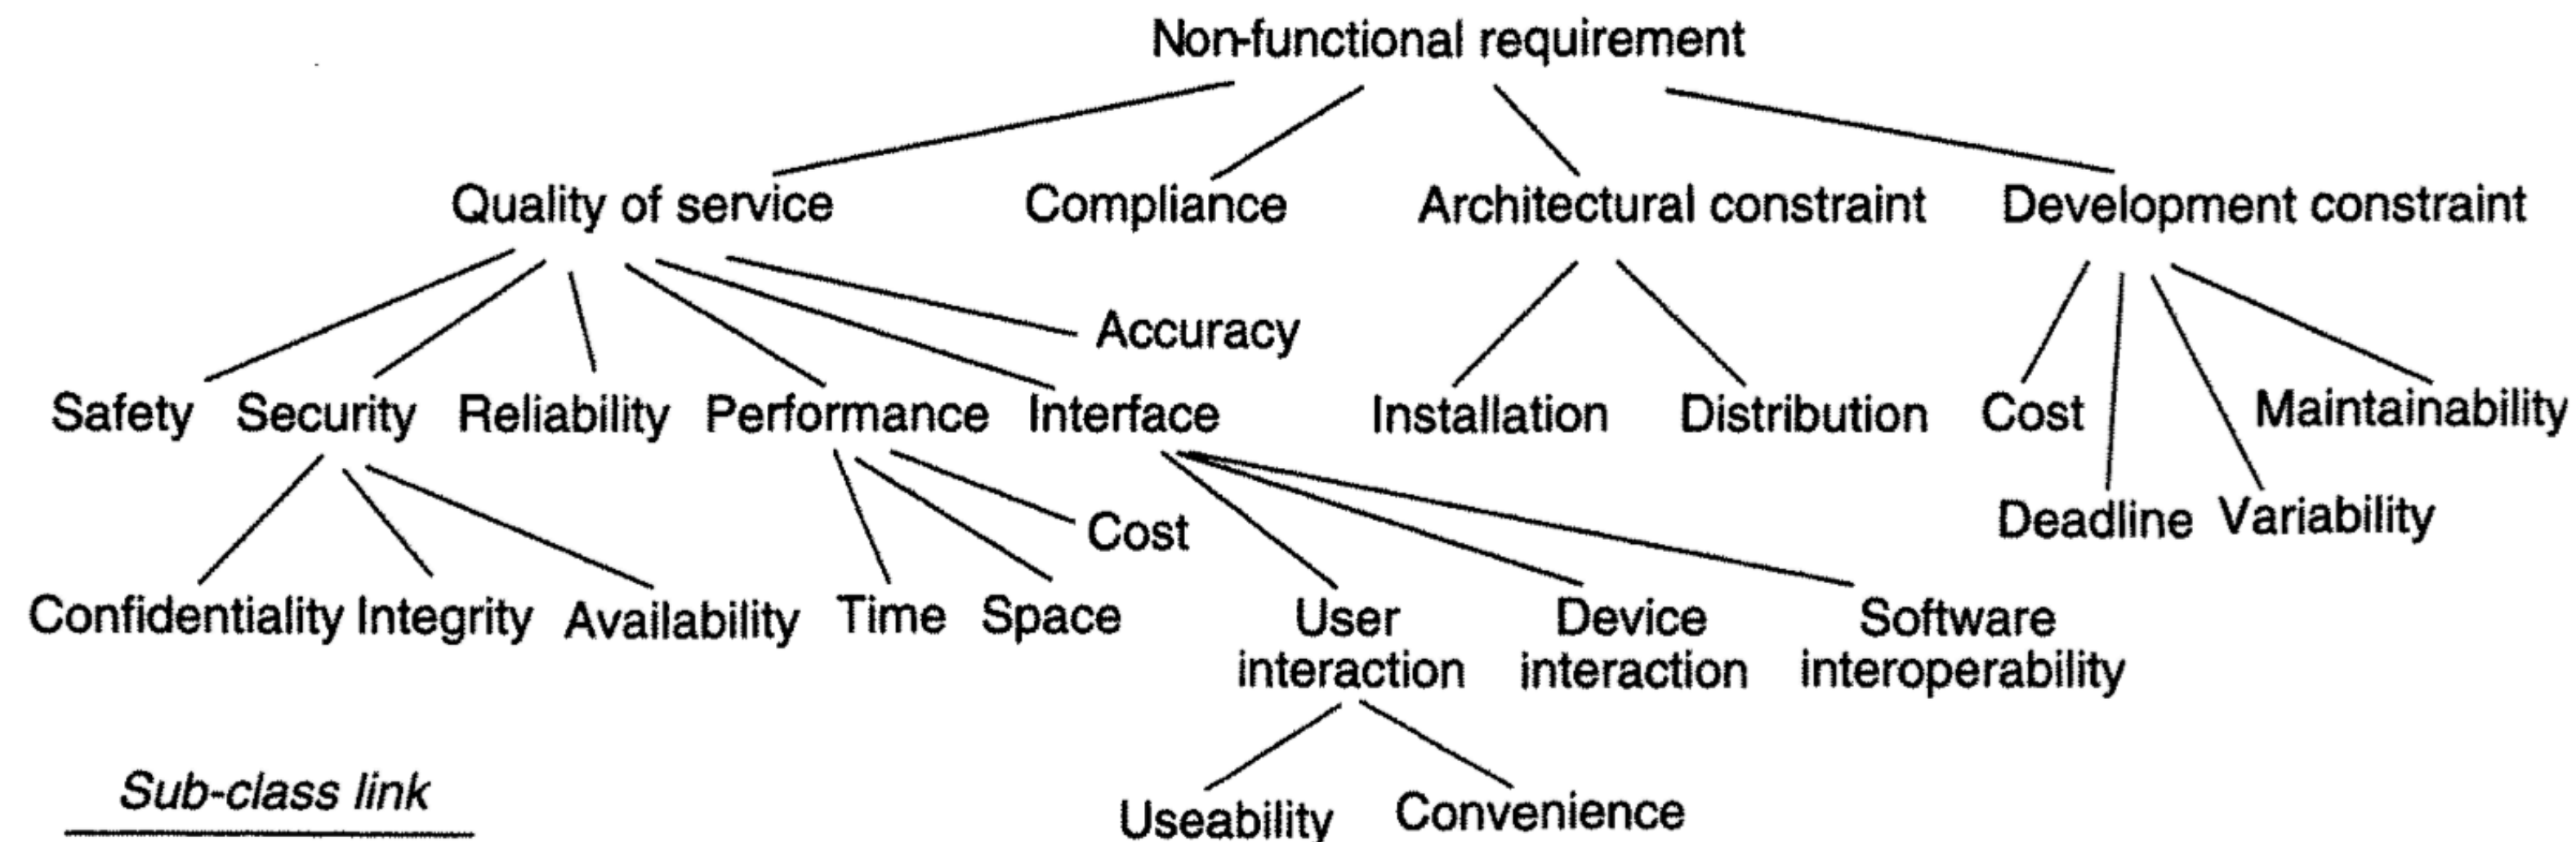 Non-functional requirement
Quality of service Compliance Architectural constraint Development constraint
Accuracy
Safety Security Reliability Performance Interface Installation Distribution Cost Maintainability
Cost Deadline Variability
Confidentiality Integrity Availability Time Space User Device Software
interaction interaction interoperability
Sub-class link
Useability Convenience